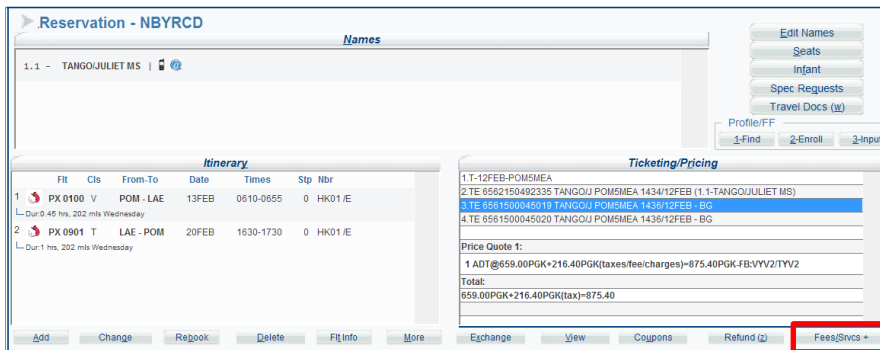 .Reservation - NBYRCD
Names
1.1 - TANGO/JULIET MS | @
Edit Names
Seats
Infant
Spec Requests
Travel Docs (w)
Profile/FF
1-Find 2-Enroll 3-Input
Itinerary
Flt Cls From-To Date Times Stp Nbr
1 PX 0100 V POM - LAE 13FEB 0610-0655 0 HK01 /E
Dur:0.45 hrs, 202 mls Wednesday
2 PX 0901 T LAE - POM 20FEB 1630-1730 0 HK01 /E
Dur:1 hrs, 202 mls Wednesday
Add Change Rebook Delete Flt Info More
Ticketing/Pricing
1.T-12FEB-POM5MEA
2.TE 6562150492335 TANGO/J POM5MEA 1434/12FEB (1.1-TANGO/JULIET MS)
3.TE 6561500045019 TANGO/J POM5MEA 1436/12FEB - BG
4.TE 6561500045020 TANGO/J POM5MEA 1436/12FEB - BG
Price Quote 1:
1 ADT@659.00PGK+216.40PGK(taxes/fee/charges)=875.40PGK-FB:VYV2/TYV2
Total:
659.00PGK+216.40PGK(tax)=875.40
Exchange View Coupons Refund (z) Fees/Srvcs +